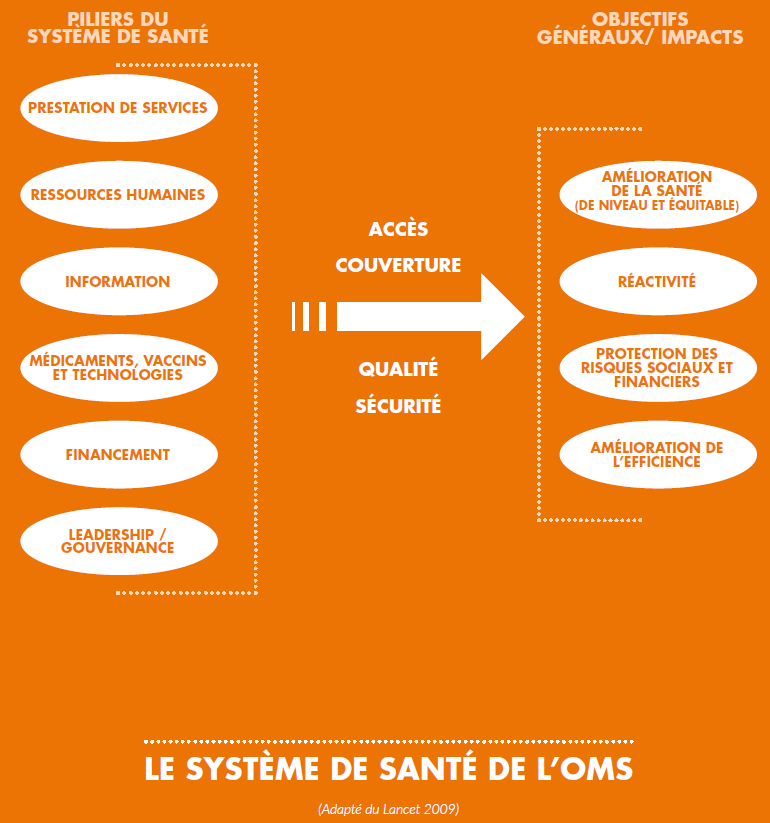 PILIERS DU
SYSTÈME DE SANTÉ
PRESTATION DE SERVICES
RESSOURCES HUMAINES
INFORMATION
MÉDICAMENTS, VACCINS
ET TECHNOLOGIES
FINANCEMENT
LEADERSHIP /
GOUVERNANCE
ACCÈS
COUVERTURE
QUALITÉ
SÉCURITÉ
OBJECTIFS
GÉNÉRAUX/ IMPACTS
AMÉLIORATION
DE LA SANTÉ
(DE NIVEAU ET ÉQUITABLE)
RÉACTIVITÉ
PROTECTION DES
RISQUES SOCIAUX ET
FINANCIERS
AMÉLIORATION DE
L'EFFICIENCE
LE SYSTÈME DE SANTÉ DE L'OMS
(Adapté du Lancet 2009)